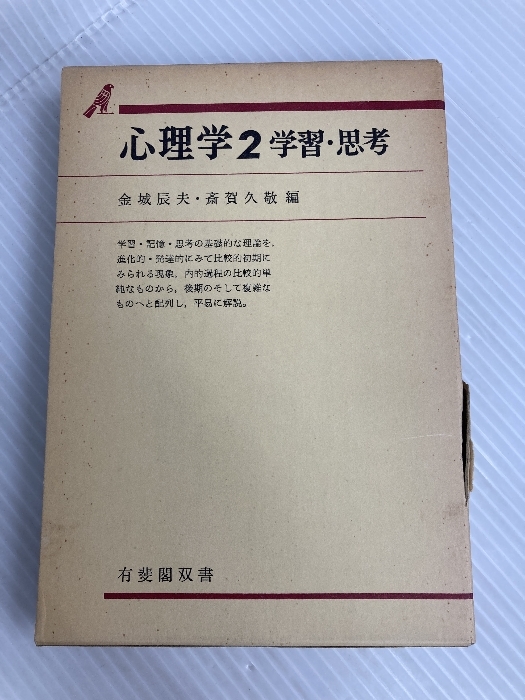 心理学2 学習・思考
金城辰夫・斎賀久敬編
学習・記憶・思考の基礎的な理論を,
進化的・発達的にみて比較的初期に
みられる現象, 内的過程の比較的単
純なものから, 後期のそして複雑な
ものへと配列し, 平易に解説。
有斐閣双書